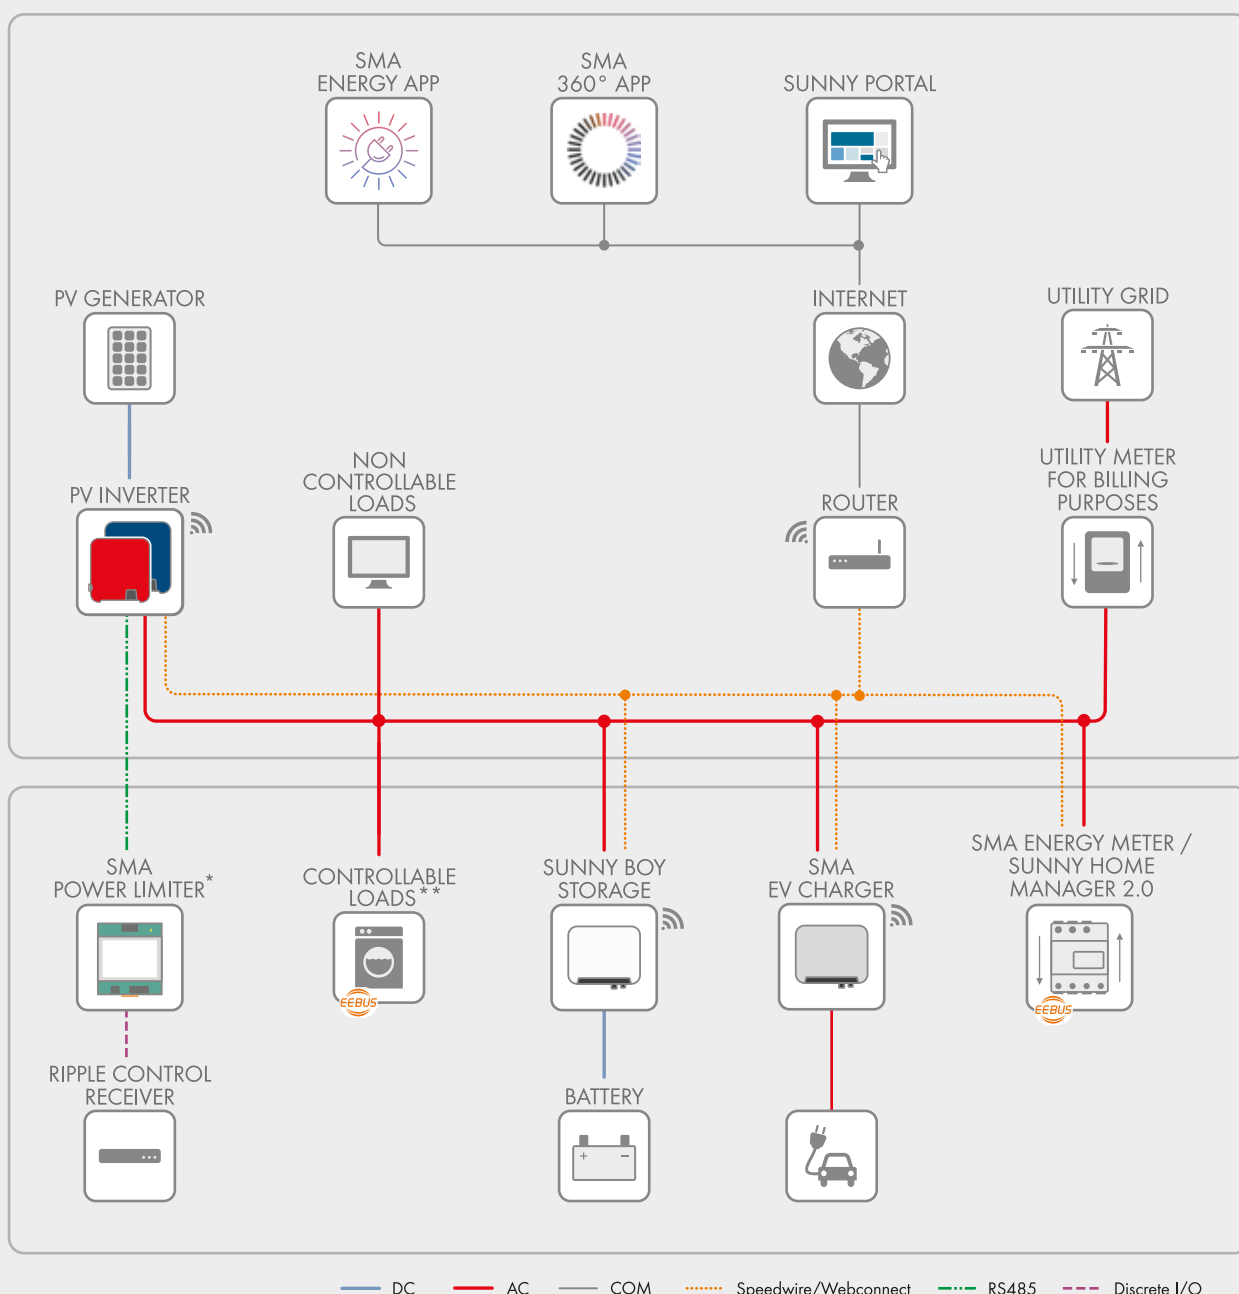 SMA
ENERGY APP
SMA
360° APP
SUNNY PORTAL
PV GENERATOR
INTERNET
UTILITY GRID
NON
CONTROLLABLE
LOADS
UTILITY METER
FOR BILLING
PURPOSES
PV INVERTER
ROUTER
SMA
POWER LIMITER*
CONTROLLABLE
LOADS**
SUNNY BOY
STORAGE
SMA
EV CHARGER
SMA ENERGY METER /
SUNNY HOME
MANAGER 2.0
EEBUS
EEBUS
RIPPLE CONTROL
RECEIVER
BATTERY
+ −
DC
AC
COM
Speedwire/Webconnect
RS485
Discrete I/O